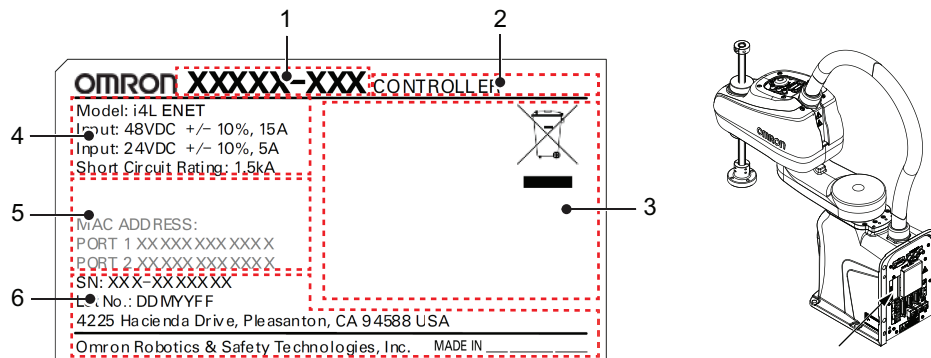 1 2
OMRON XXXXX-XXX CONTROLLER
Model: i4L ENET
4 Input: 48VDC +/- 10%, 15A
Input: 24VDC +/- 10%, 5A
Short Circuit Rating: 1.5kA
5 3
MAC ADDRESS:
PORT 1 XXXXXXXXXXXX
PORT 2 XXXXXXXXXXXX
SN: XXX-XXXXXXX
6 Lot No.: DDMYYFF
4225 Hacienda Drive, Pleasanton, CA 94588 USA
Omron Robotics & Safety Technologies, Inc. MADE IN
OMRON